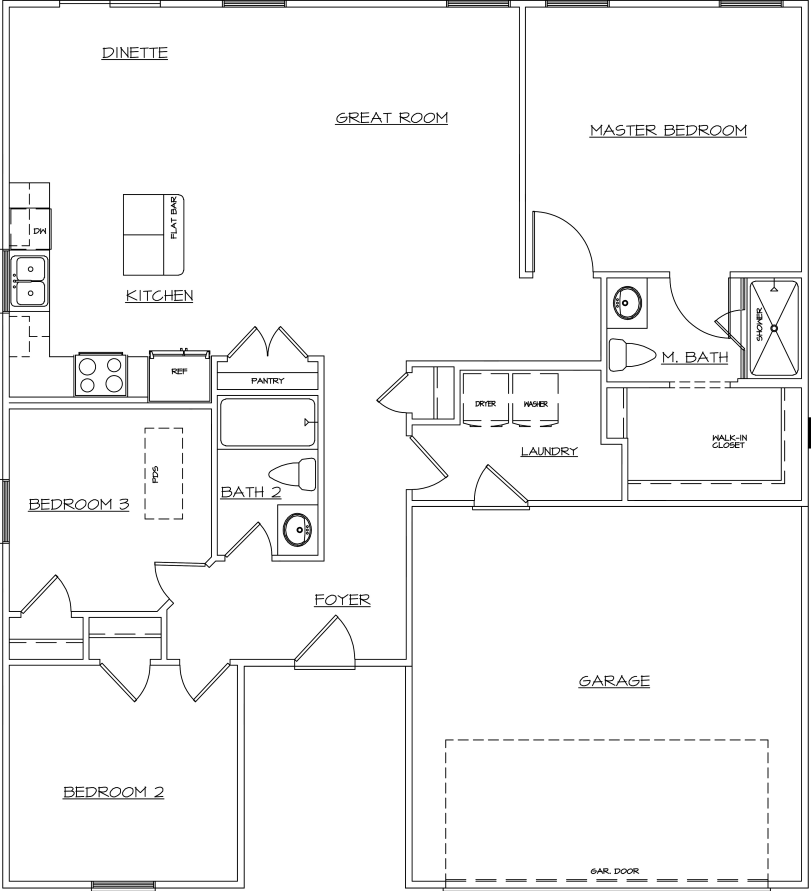 DINETTE
GREAT ROOM
MASTER BEDROOM
FLAT BAR
DW
KITCHEN
SHOWER
M. BATH
REF
PANTRY
DRYER
WASHER
WALK-IN
CLOSET
LAUNDRY
PDS
BATH 2
BEDROOM 3
FOYER
GARAGE
BEDROOM 2
GAR. DOOR